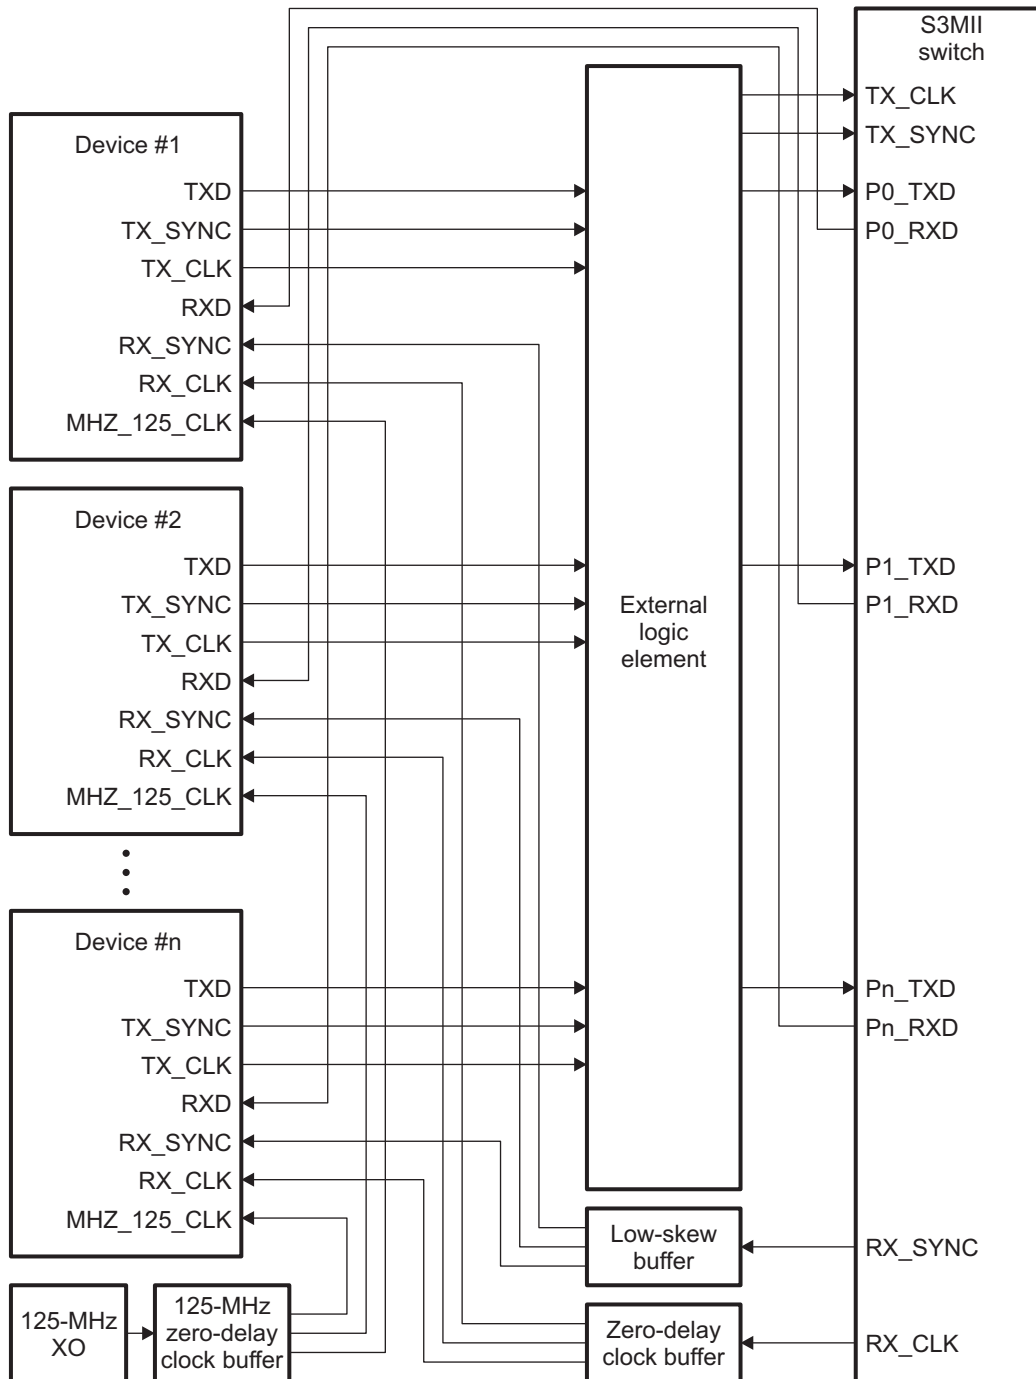 S3MII
switch
TX_CLK
TX_SYNC
P0_TXD
P0_RXD
P1_TXD
P1_RXD
Pn_TXD
Pn_RXD
RX_SYNC
RX_CLK
Device #1
TXD
TX_SYNC
TX_CLK
RXD
RX_SYNC
RX_CLK
MHZ_125_CLK
Device #2
TXD
TX_SYNC
TX_CLK
RXD
RX_SYNC
RX_CLK
MHZ_125_CLK
Device #n
TXD
TX_SYNC
TX_CLK
RXD
RX_SYNC
RX_CLK
MHZ_125_CLK
External
logic
element
Low-skew
buffer
Zero-delay
clock buffer
125-MHz
XO
125-MHz
zero-delay
clock buffer